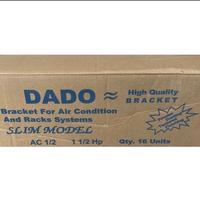 DADO ≈ High Quality
BRACKET
Bracket For Air Condition
And Racks Systems
SLIM MODEL
AC 1/2 1 1/2 Hp Qty. 16 Units